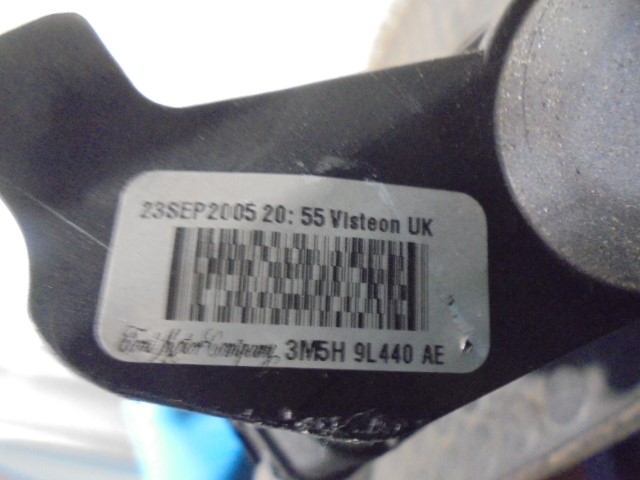 23SEP2005 20:55 Visteon UK
Ford Motor Company 3M5H 9L440 AE